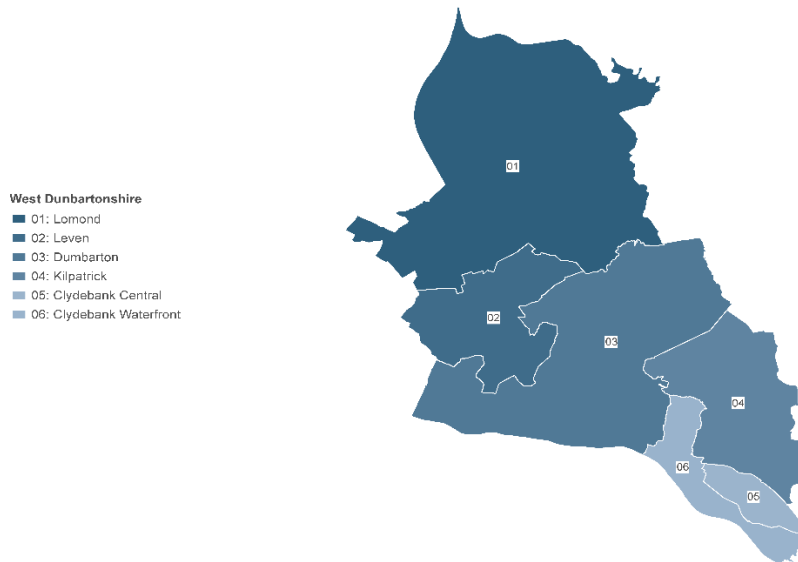 West Dunbartonshire
01: Lomond
02: Leven
03: Dumbarton
04: Kilpatrick
05: Clydebank Central
06: Clydebank Waterfront
01
02
03
04
06
05